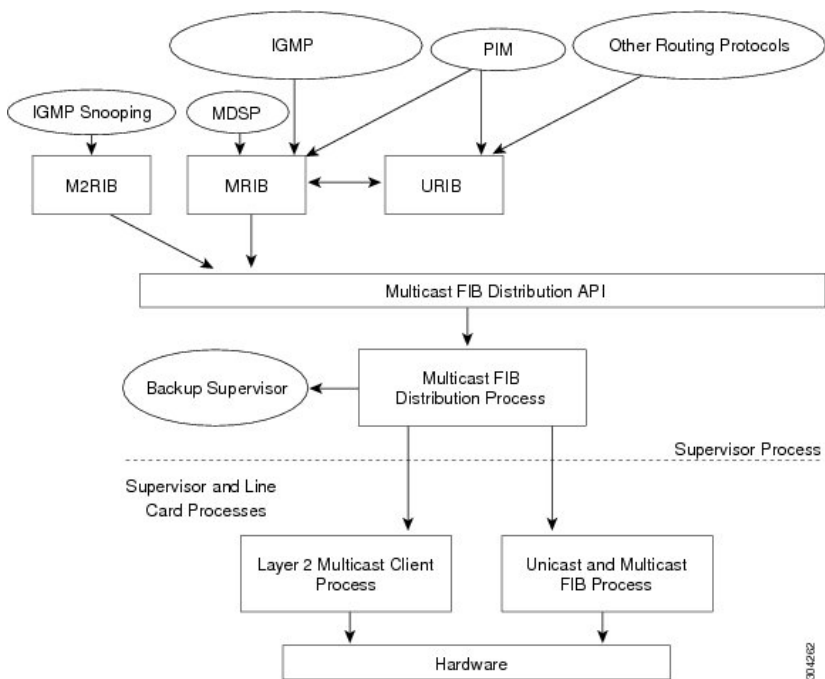 IGMP
PIM
Other Routing Protocols
IGMP Snooping
MDSP
M2RIB
MRIB
URIB
Multicast FIB Distribution API
Backup Supervisor
Multicast FIB
Distribution Process
Supervisor Process
Supervisor and Line
Card Processes
Layer 2 Multicast Client
Process
Unicast and Multicast
FIB Process
Hardware
304262